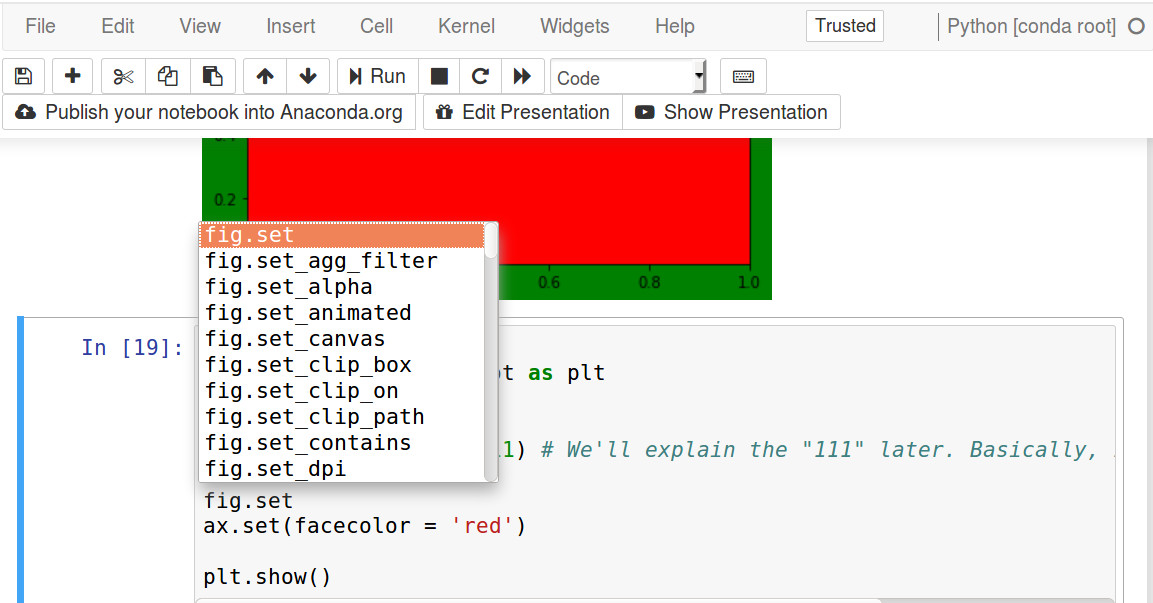 File Edit View Insert Cell Kernel Widgets Help Trusted Python [conda root]
Run Code
Publish your notebook into Anaconda.org Edit Presentation Show Presentation
0.2
0.6 0.8 1.0
fig.set
fig.set_agg_filter
fig.set_alpha
fig.set_animated
fig.set_canvas
fig.set_clip_box
fig.set_clip_on
fig.set_clip_path
fig.set_contains
fig.set_dpi
In [19]:
as plt
1) # We'll explain the "111" later. Basically,
fig.set
ax.set(facecolor = 'red')
plt.show()